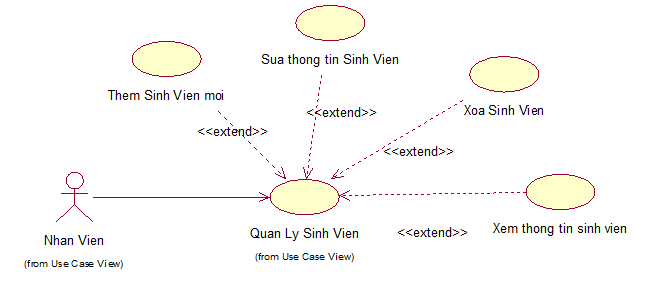 Sua thong tin Sinh Vien
Them Sinh Vien moi
<<extend>>
Xoa Sinh Vien
<<extend>>
<<extend>>
Nhan Vien
(from Use Case View)
Quan Ly Sinh Vien
(from Use Case View)
<<extend>>
Xem thong tin sinh vien